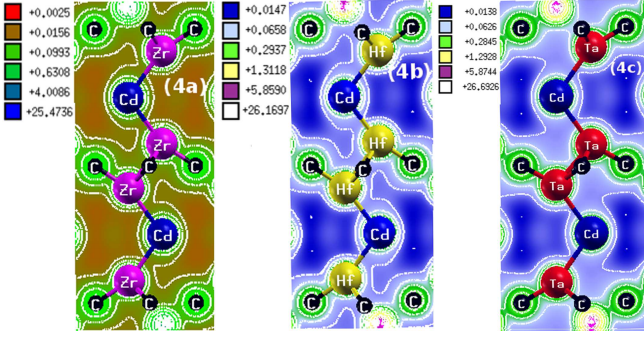 +0.0025
+0.0156
+0.0993
+0.6308
+4.0086
+25.4736
C C C
Zr
(4a)
Cd
Zr
C C C
Zr
Cd
Zr
C C C
+0.0147
+0.0658
+0.2937
+1.3118
+5.8590
+26.1697
C C C
Hf
(4b)
Cd
Hf
C C C
Hf
Cd
Hf
C C C
+0.0138
+0.0626
+0.2845
+1.2928
+5.8744
+26.6926
C C C
Ta
(4c)
Cd
Ta
C C C
Ta
Cd
Ta
C C C